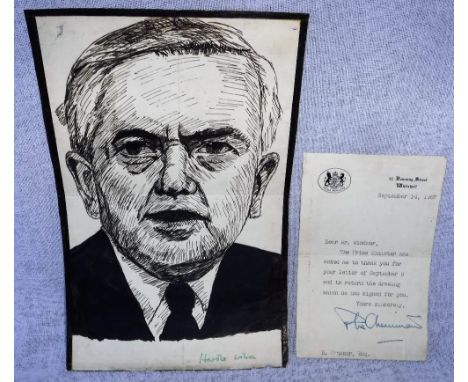 Harold Wilson
10 Downing Street
Whitehall
September 14, 1967
Dear Mr.
The Prime Minister has
asked me to thank you for
your letter of September 8
and to return the drawing
which he has signed for you.
Yours sincerely,
Esq.